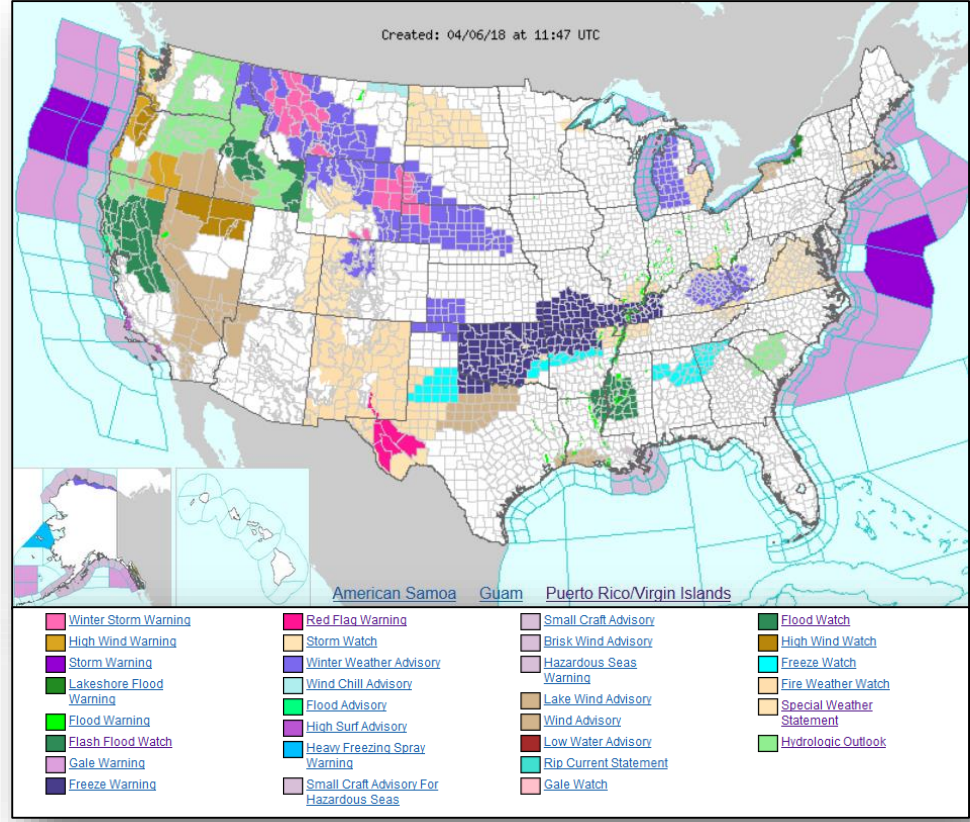 Created: 04/06/18 at 11:47 UTC
American Samoa Guam Puerto Rico/Virgin Islands
Winter Storm Warning
High Wind Warning
Storm Warning
Lakeshore Flood
Warning
Flood Warning
Flash Flood Watch
Gale Warning
Freeze Warning
Red Flag Warning
Storm Watch
Winter Weather Advisory
Wind Chill Advisory
Flood Advisory
High Surf Advisory
Heavy Freezing Spray
Warning
Small Craft Advisory For
Hazardous Seas
Small Craft Advisory
Brisk Wind Advisory
Hazardous Seas
Warning
Lake Wind Advisory
Wind Advisory
Low Water Advisory
Rip Current Statement
Gale Watch
Flood Watch
High Wind Watch
Freeze Watch
Fire Weather Watch
Special Weather
Statement
Hydrologic Outlook